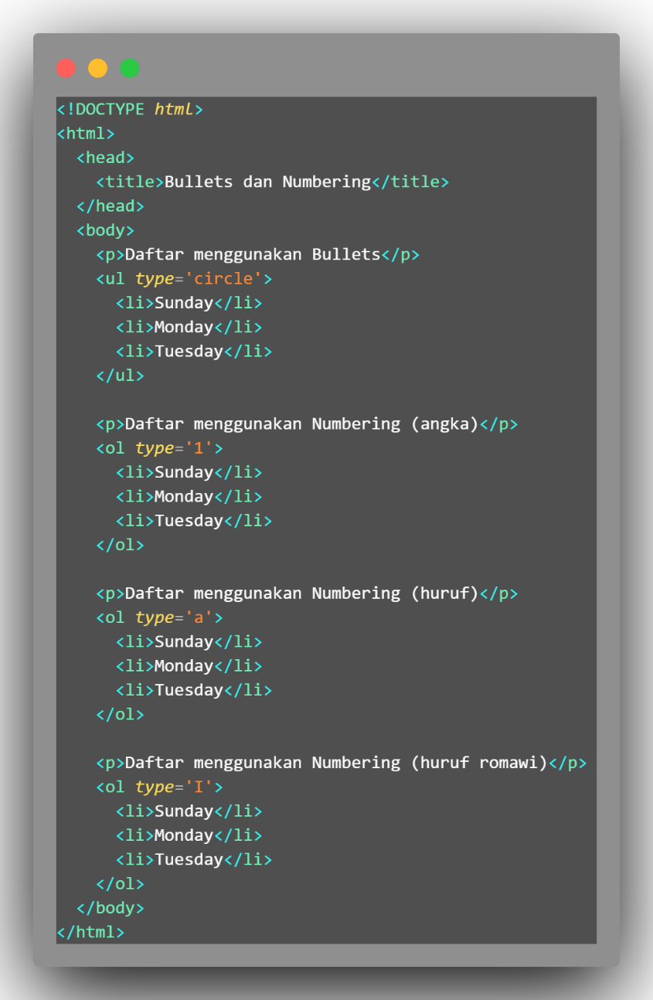 <!DOCTYPE html>
<html>
  <head>
    <title>Bullets dan Numbering</title>
  </head>
  <body>
    <p>Daftar menggunakan Bullets</p>
    <ul type='circle'>
      <li>Sunday</li>
      <li>Monday</li>
      <li>Tuesday</li>
    </ul>

    <p>Daftar menggunakan Numbering (angka)</p>
    <ol type='1'>
      <li>Sunday</li>
      <li>Monday</li>
      <li>Tuesday</li>
    </ol>

    <p>Daftar menggunakan Numbering (huruf)</p>
    <ol type='a'>
      <li>Sunday</li>
      <li>Monday</li>
      <li>Tuesday</li>
    </ol>

    <p>Daftar menggunakan Numbering (huruf romawi)</p>
    <ol type='I'>
      <li>Sunday</li>
      <li>Monday</li>
      <li>Tuesday</li>
    </ol>
  </body>
</html>